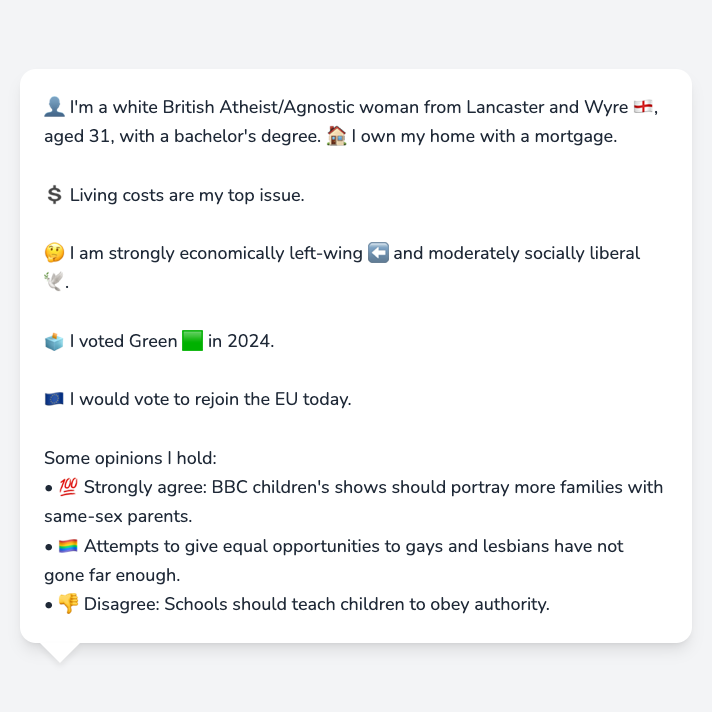 👤 I'm a white British Atheist/Agnostic woman from Lancaster and Wyre 🏴󠁧󠁢󠁥󠁮󠁧󠁿,
aged 31, with a bachelor's degree. 🏠 I own my home with a mortgage.
💲 Living costs are my top issue.
🤔 I am strongly economically left-wing ⬅️ and moderately socially liberal
🕊️.
🗳️ I voted Green 🟩 in 2024.
🇪🇺 I would vote to rejoin the EU today.
Some opinions I hold:
• 💯 Strongly agree: BBC children's shows should portray more families with
same-sex parents.
• 🏳️‍🌈 Attempts to give equal opportunities to gays and lesbians have not
gone far enough.
• 👎 Disagree: Schools should teach children to obey authority.